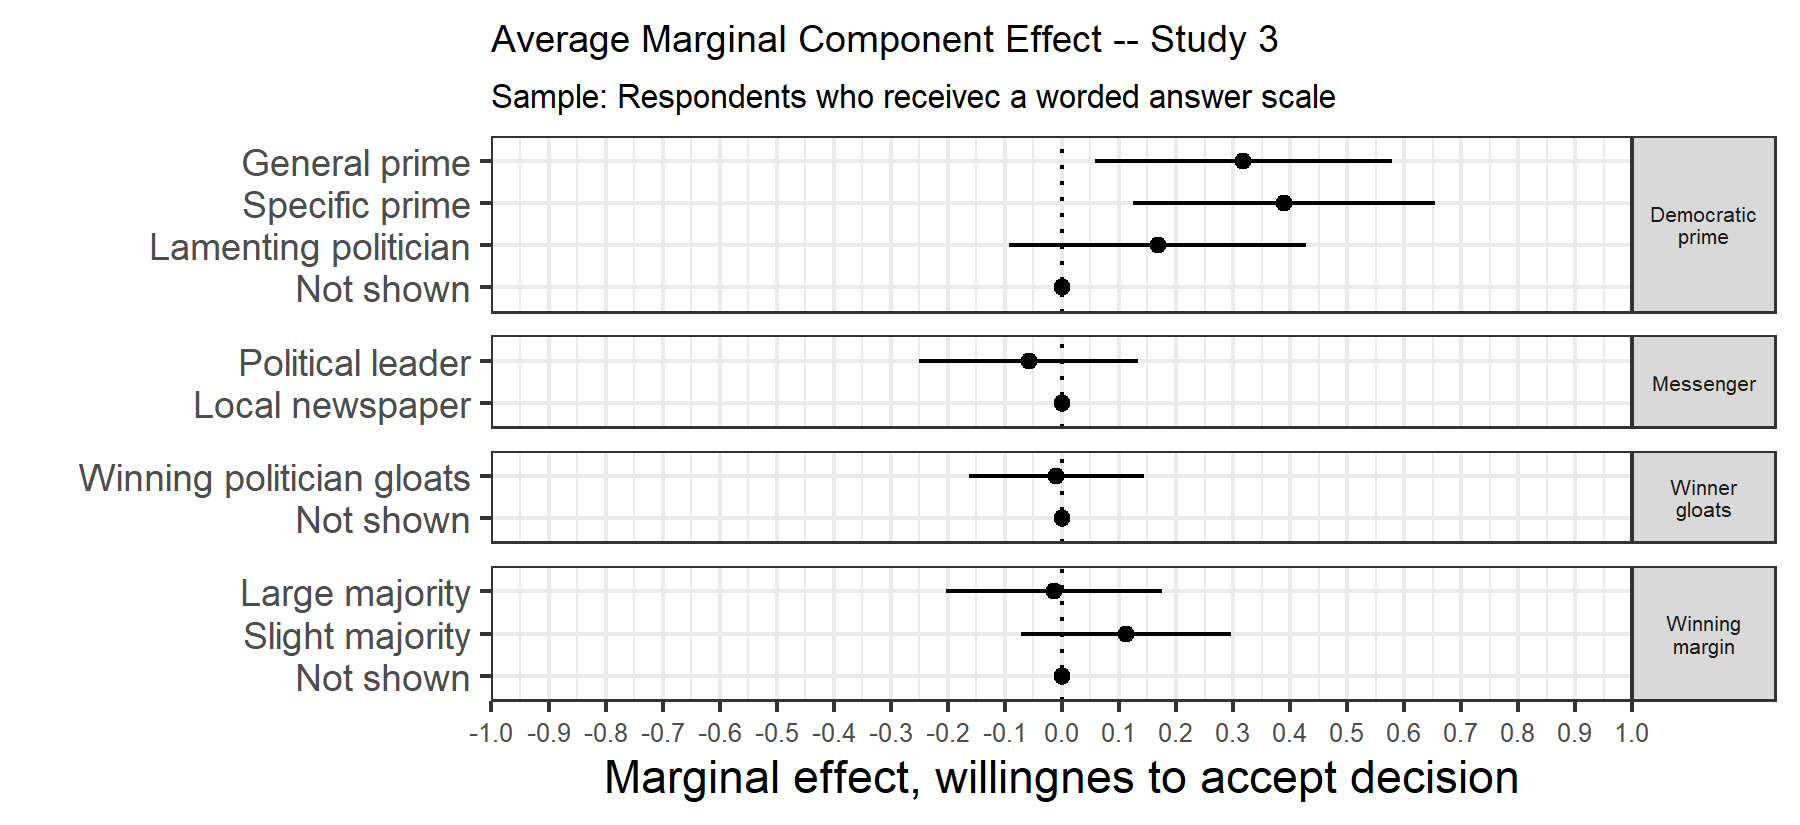 Average Marginal Component Effect -- Study 3
Sample: Respondents who receivec a worded answer scale
General prime
Specific prime
Lamenting politician
Not shown
Democratic
prime
Political leader
Local newspaper
Messenger
Winning politician gloats
Not shown
Winner
gloats
Large majority
Slight majority
Not shown
Winning
margin
-1.0 -0.9 -0.8 -0.7 -0.6 -0.5 -0.4 -0.3 -0.2 -0.1 0.0 0.1 0.2 0.3 0.4 0.5 0.6 0.7 0.8 0.9 1.0
Marginal effect, willingnes to accept decision